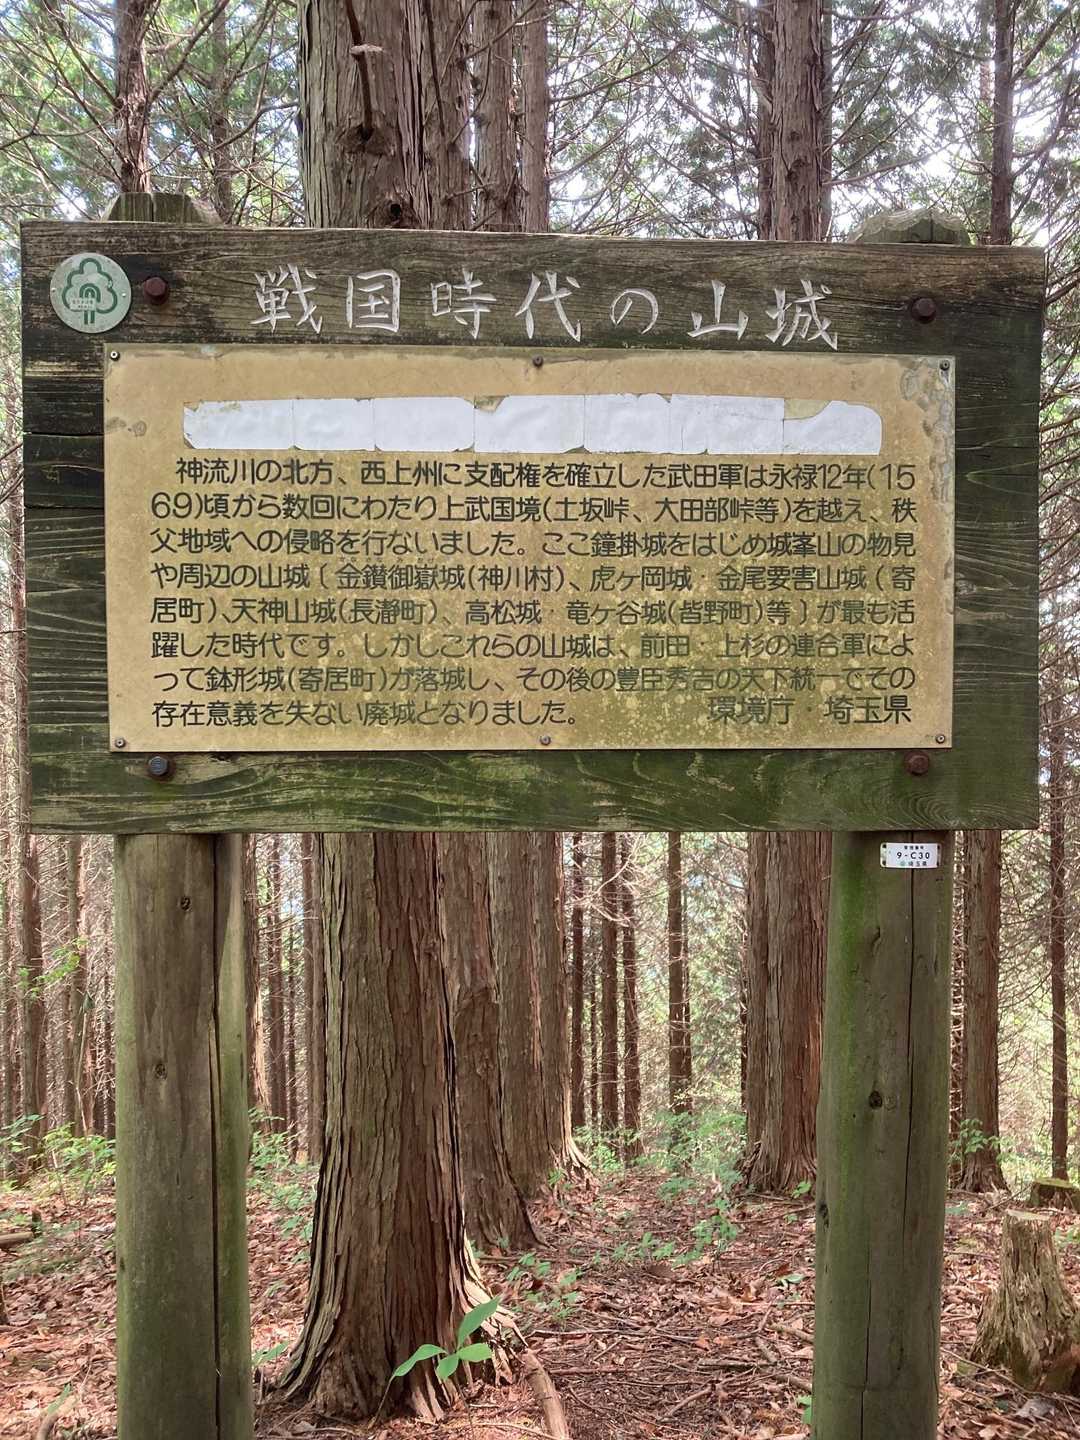 戦国時代の山城
神流川の北方、西上州に支配権を確立した武田軍は永禄12年(15
69)頃から数回にわたり上武国境(土坂峠、太田部峠等)を越え、秩
父地域への侵略を行ないました。ここ鐘掛城をはじめ城峯山の物見
や周辺の山城〔金鑚御嶽城(神川村)、虎ヶ岡城・金尾要害山城(寄
居町)、天神山城(長瀞町)、高松城・竜ケ谷城(皆野町)等〕が最も活
躍した時代です。しかしこれらの山城は、前田・上杉の連合軍によ
って鉢形城(寄居町)が落城し、その後の豊臣秀吉の天下統一でその
存在意義を失ない廃城となりました。
環境庁・埼玉県
9-C30
埼玉県